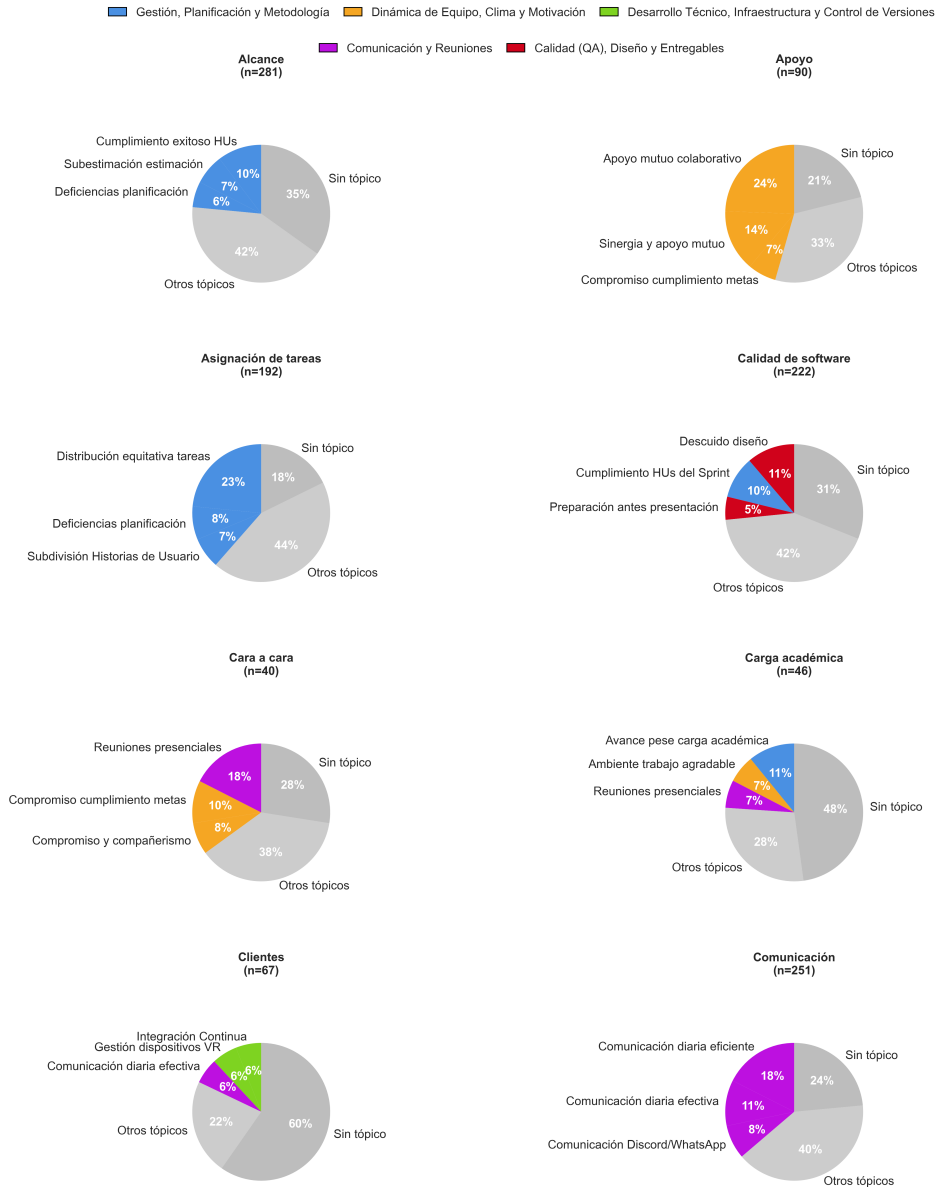 Gestión, Planificación y Metodología
Dinámica de Equipo, Clima y Motivación
Desarrollo Técnico, Infraestructura y Control de Versiones
Comunicación y Reuniones
Calidad (QA), Diseño y Entregables
Alcance
(n=281)
Cumplimiento exitoso HUs
Subestimación estimación
Deficiencias planificación
Otros tópicos
Sin tópico
10%
7%
6%
42%
35%
Apoyo
(n=90)
Apoyo mutuo colaborativo
Sinergia y apoyo mutuo
Compromiso cumplimiento metas
Otros tópicos
Sin tópico
24%
14%
7%
33%
21%
Asignación de tareas
(n=192)
Distribución equitativa tareas
Deficiencias planificación
Subdivisión Historias de Usuario
Otros tópicos
Sin tópico
23%
8%
7%
44%
18%
Calidad de software
(n=222)
Descuido diseño
Cumplimiento HUs del Sprint
Preparación antes presentación
Otros tópicos
Sin tópico
11%
10%
5%
42%
31%
Cara a cara
(n=40)
Reuniones presenciales
Compromiso cumplimiento metas
Compromiso y compañerismo
Otros tópicos
Sin tópico
18%
10%
8%
38%
28%
Carga académica
(n=46)
Avance pese carga académica
Ambiente trabajo agradable
Reuniones presenciales
Otros tópicos
Sin tópico
11%
7%
7%
28%
48%
Clientes
(n=67)
Integración Continua
Gestión dispositivos VR
Comunicación diaria efectiva
Otros tópicos
Sin tópico
6%
6%
6%
22%
60%
Comunicación
(n=251)
Comunicación diaria eficiente
Comunicación diaria efectiva
Comunicación Discord/WhatsApp
Otros tópicos
Sin tópico
18%
11%
8%
40%
24%